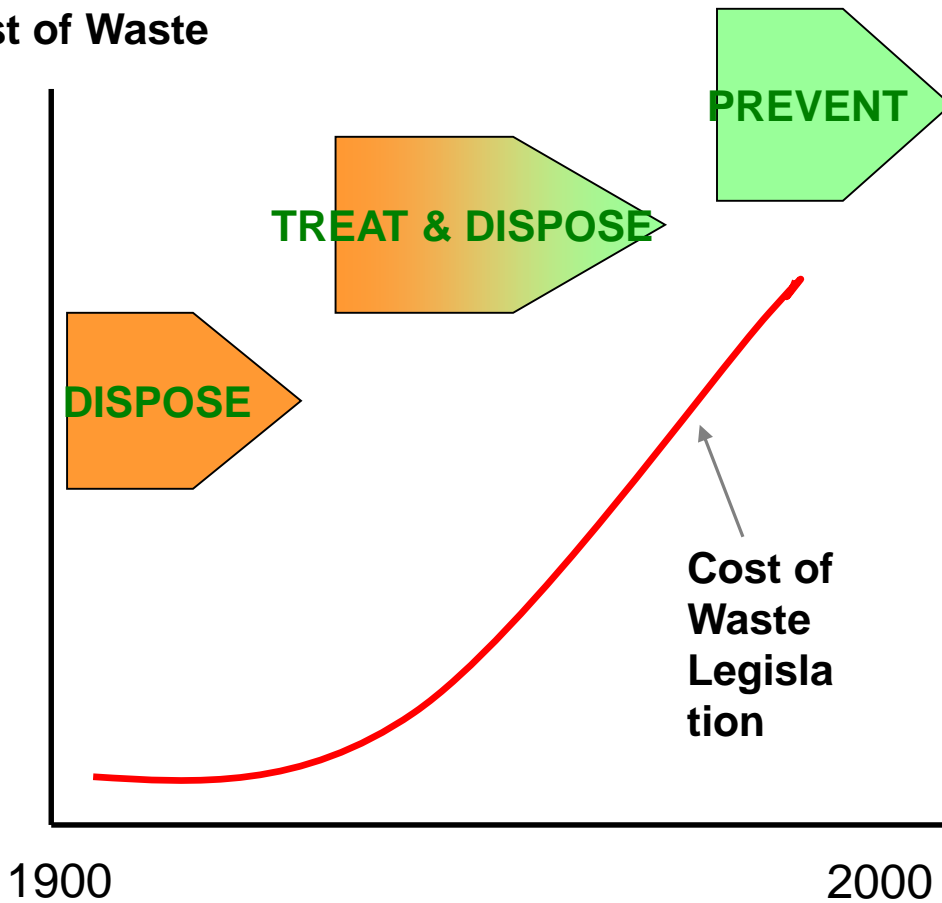 st of Waste
PREVENT
TREAT & DISPOSE
DISPOSE
Cost of
Waste
Legisla
tion
1900
2000